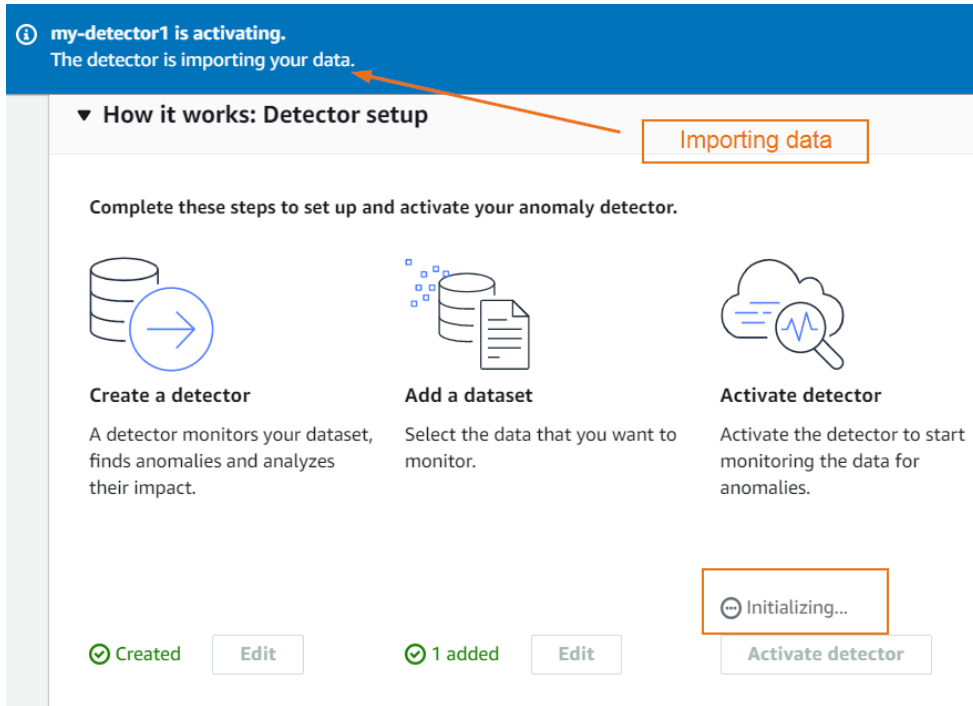 my-detector1 is activating.
The detector is importing your data.
How it works: Detector setup
Importing data
Complete these steps to set up and activate your anomaly detector.
Create a detector
A detector monitors your dataset,
finds anomalies and analyzes
their impact.
Created
Edit
Add a dataset
Select the data that you want to
monitor.
1 added
Edit
Activate detector
Activate the detector to start
monitoring the data for
anomalies.
Initializing...
Activate detector